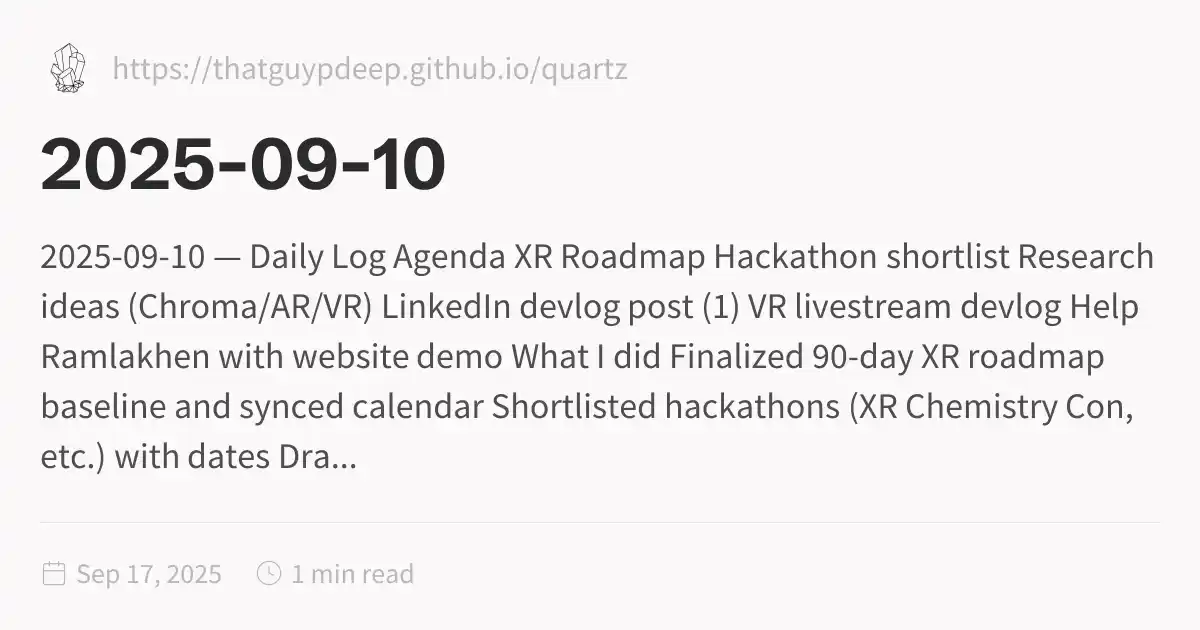 https://thatguypdeep.github.io/quartz
2025-09-10
2025-09-10 — Daily Log Agenda XR Roadmap Hackathon shortlist Research
ideas (Chroma/AR/VR) LinkedIn devlog post (1) VR livestream devlog Help
Ramlakhen with website demo What I did Finalized 90-day XR roadmap
baseline and synced calendar Shortlisted hackathons (XR Chemistry Con,
etc.) with dates Dra...
Sep 17, 2025 1 min read